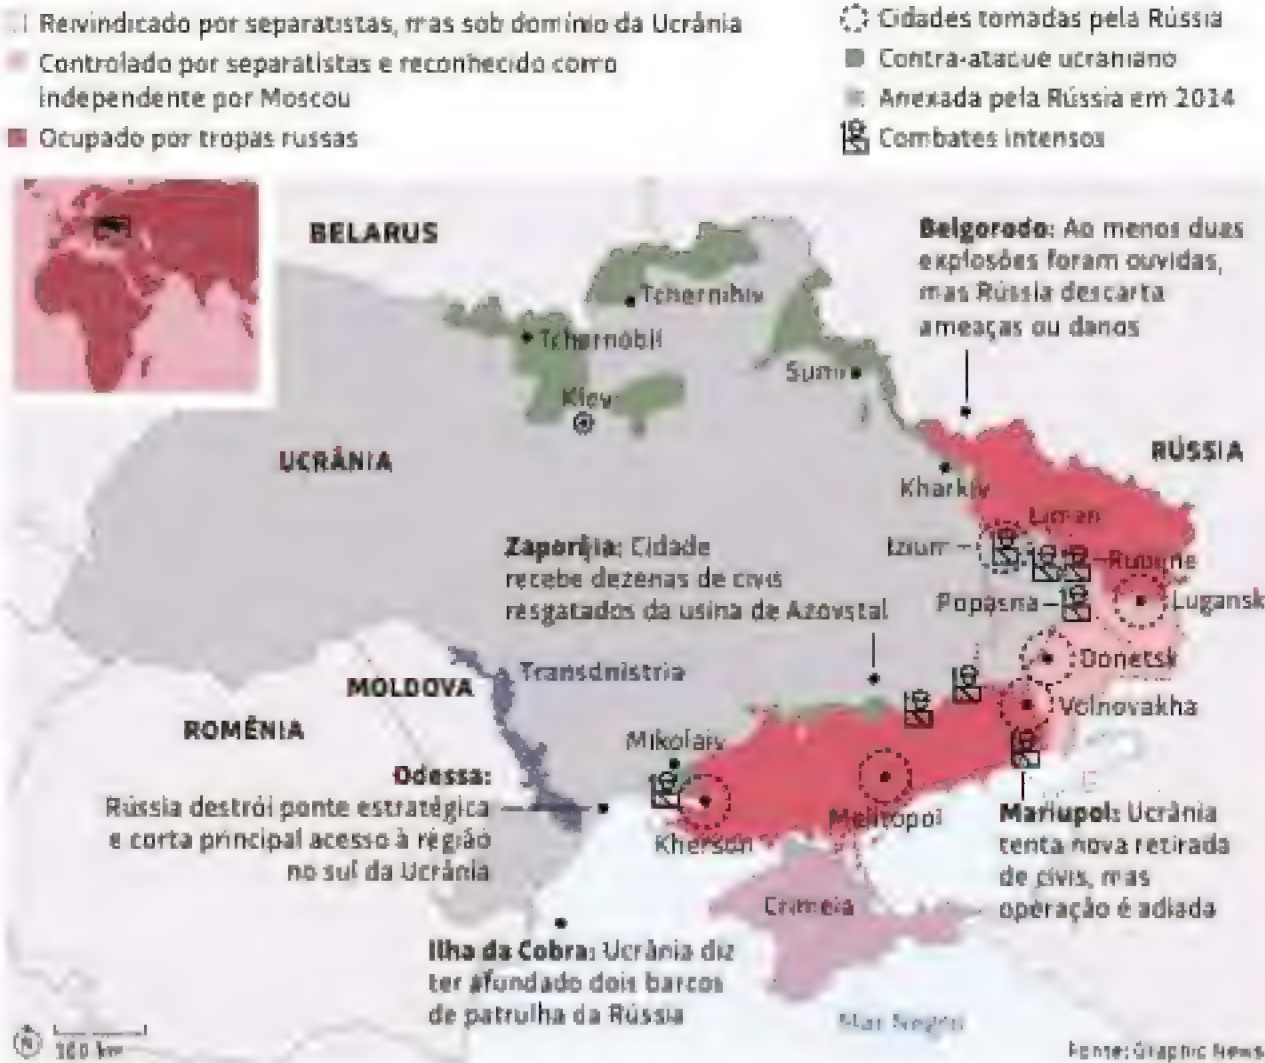 Reivindicado por separatistas, mas sob domínio da Ucrânia
Controlado por separatistas e reconhecido como
independente por Moscou
Ocupado por tropas russas
Cidades tomadas pela Rússia
Contra-ataque ucraniano
Anexada pela Rússia em 2014
Combates intensos
BELARUS
Belgorodo: Ao menos duas
explosões foram ouvidas,
mas Rússia descarta
ameaças ou danos
Tchernihiv
Tchernobil
Sumi
Kiev
UCRÂNIA
RÚSSIA
Kharkiv
Liman
Izium
Rubijne
Zaporíjia: Cidade
recebe dezenas de civis
resgatados da usina de Azovstal
Popasna
Lugansk
Donetsk
Transdnístria
MOLDOVA
Volnovakha
ROMÊNIA
Mikolaiv
Odessa:
Rússia destrói ponte estratégica
e corta principal acesso à região
no sul da Ucrânia
Kherson
Melitopol
Mariupol: Ucrânia
tenta nova retirada
de civis, mas
operação é adiada
Crimeia
Ilha da Cobra: Ucrânia diz
ter afundado dois barcos
de patrulha da Rússia
Mar Negro
N
100 km
Fonte: Graphic News